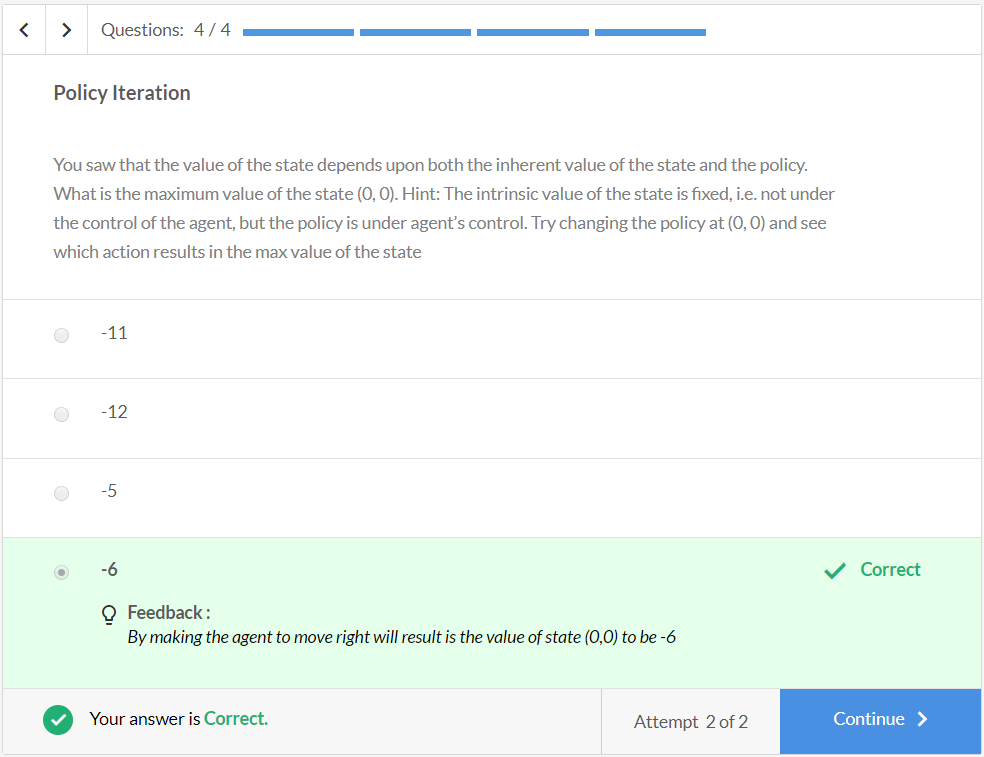 Questions: 4 / 4
Policy Iteration
You saw that the value of the state depends upon both the inherent value of the state and the policy.
What is the maximum value of the state (0, 0). Hint: The intrinsic value of the state is fixed, i.e. not under
the control of the agent, but the policy is under agent's control. Try changing the policy at (0, 0) and see
which action results in the max value of the state
-11
-12
-5
-6
Correct
Feedback :
By making the agent to move right will result is the value of state (0,0) to be -6
Your answer is Correct.
Attempt 2 of 2
Continue